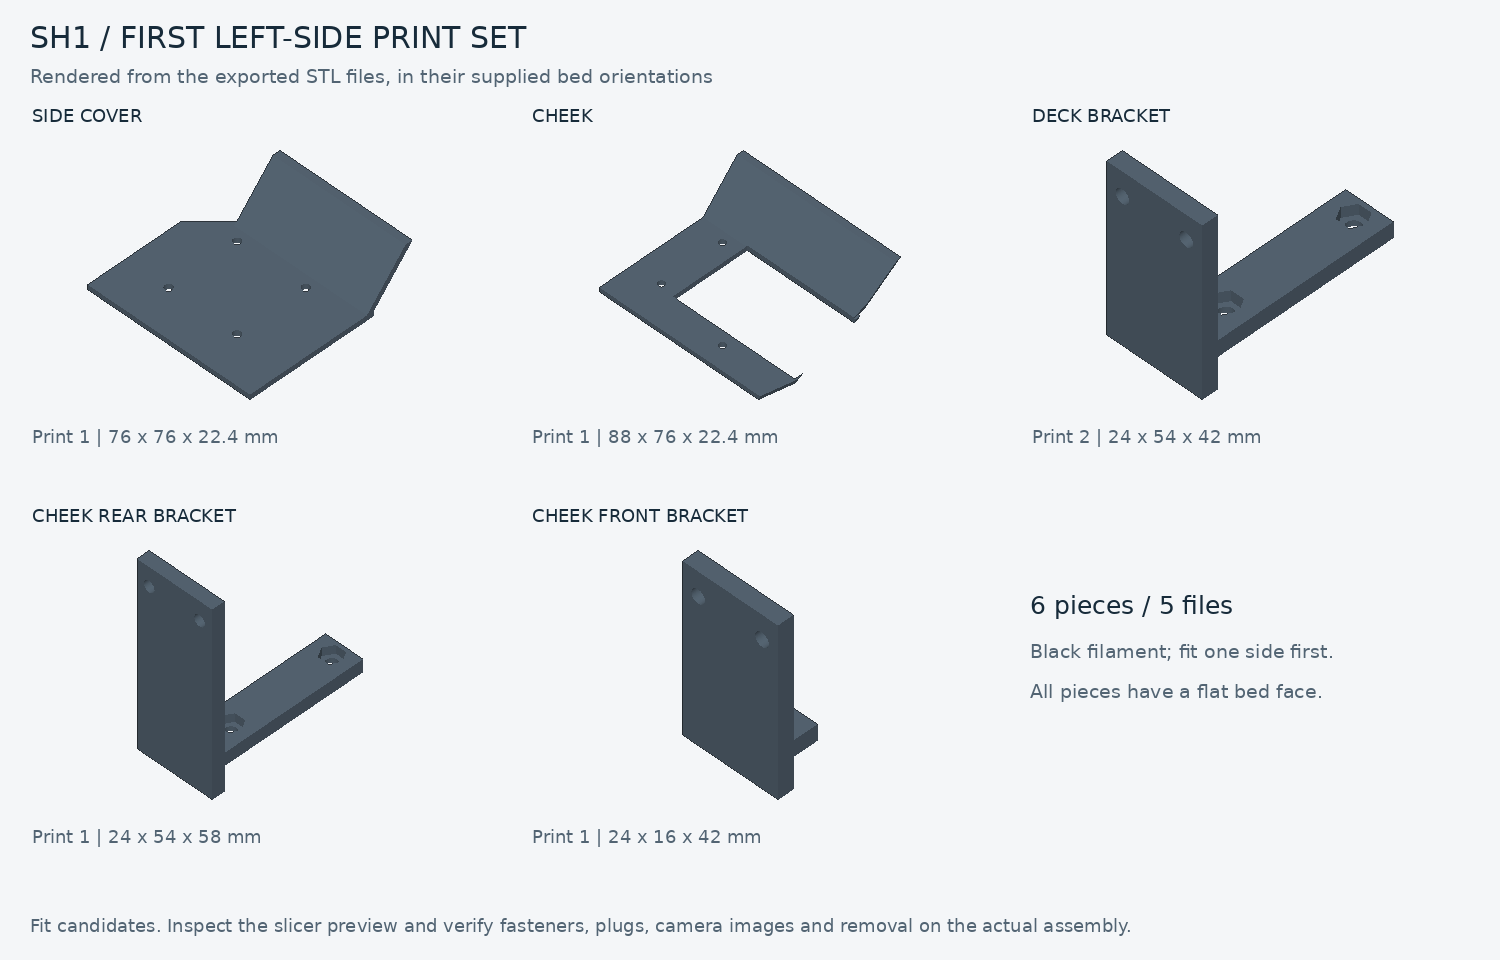 SH1 / FIRST LEFT-SIDE PRINT SET
Rendered from the exported STL files, in their supplied bed orientations
SIDE COVER
CHEEK
DECK BRACKET
Print 1 | 76 x 76 x 22.4 mm
Print 1 | 88 x 76 x 22.4 mm
Print 2 | 24 x 54 x 42 mm
CHEEK REAR BRACKET
CHEEK FRONT BRACKET
6 pieces / 5 files
Black filament; fit one side first.
All pieces have a flat bed face.
Print 1 | 24 x 54 x 58 mm
Print 1 | 24 x 16 x 42 mm
Fit candidates. Inspect the slicer preview and verify fasteners, plugs, camera images and removal on the actual assembly.